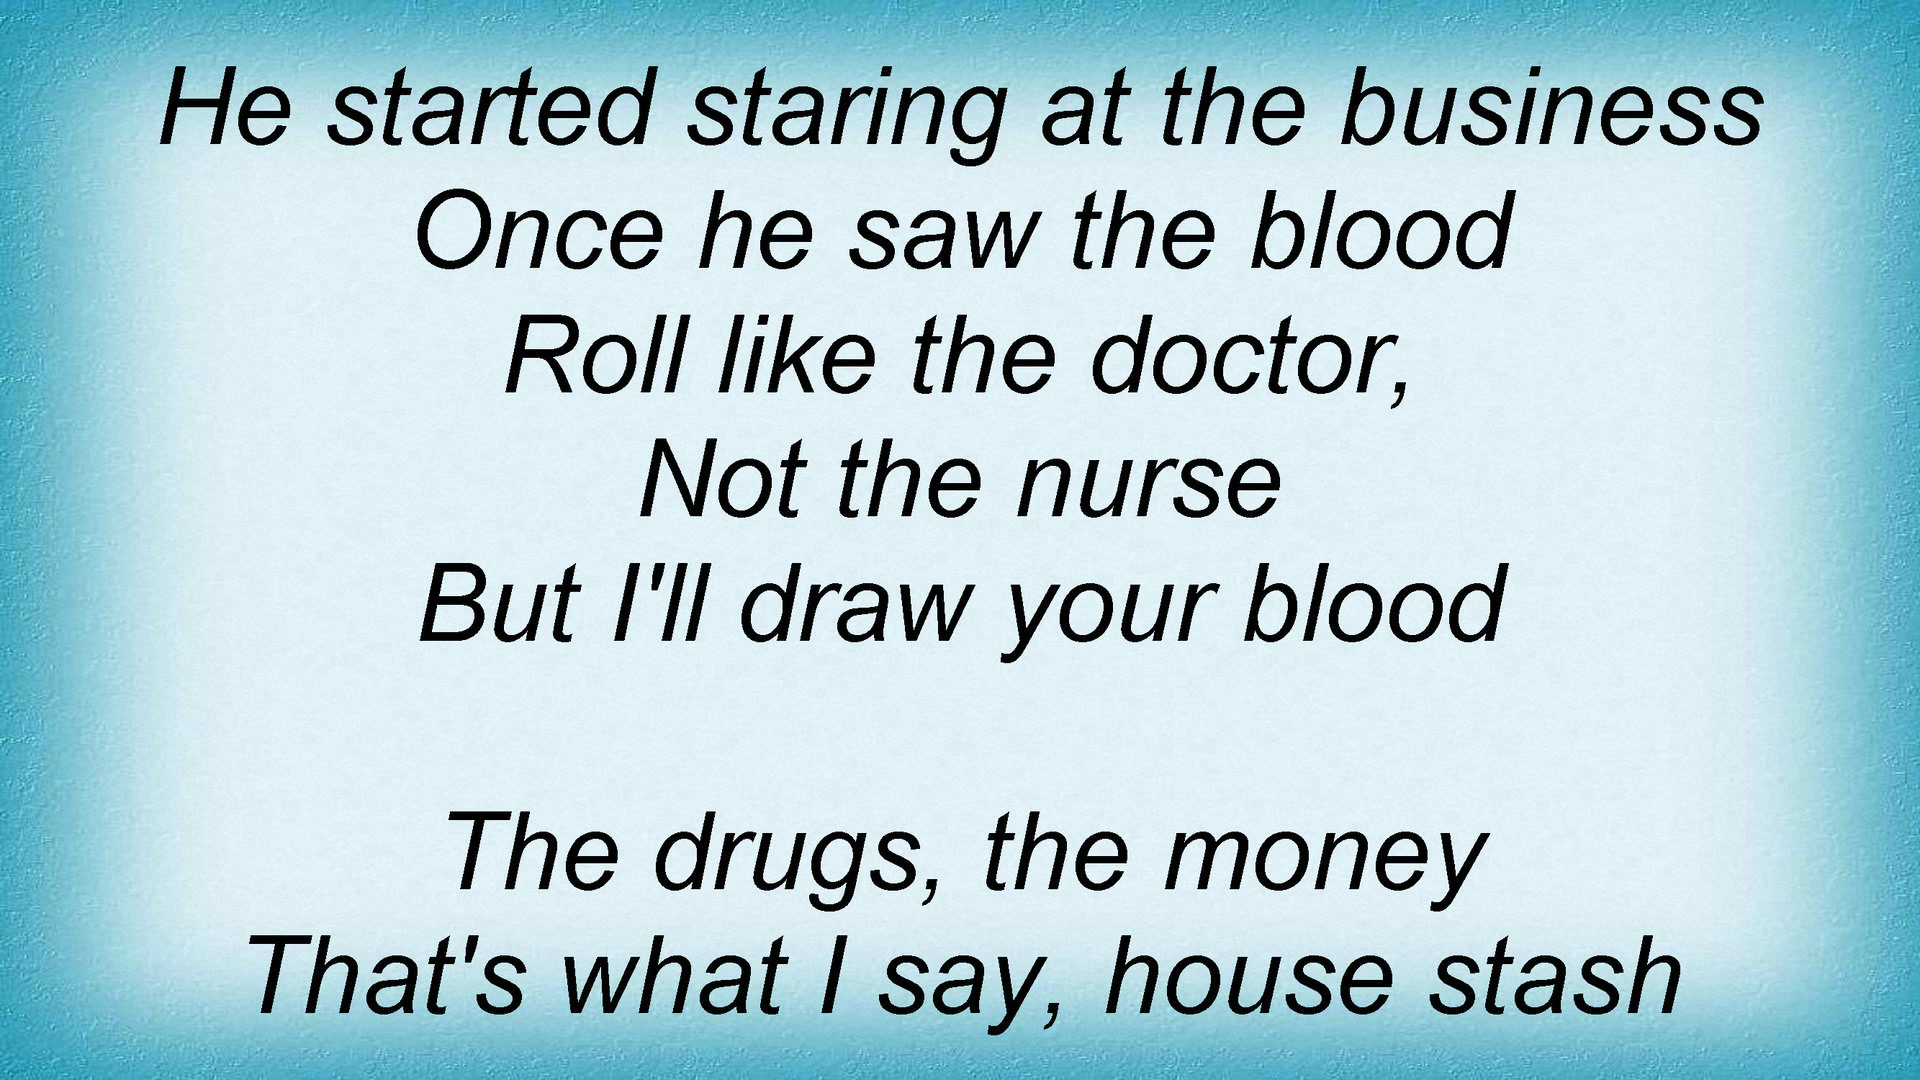 He started staring at the business
Once he saw the blood
Roll like the doctor,
Not the nurse
But I'll draw your blood
The drugs, the money
That's what I say, house stash